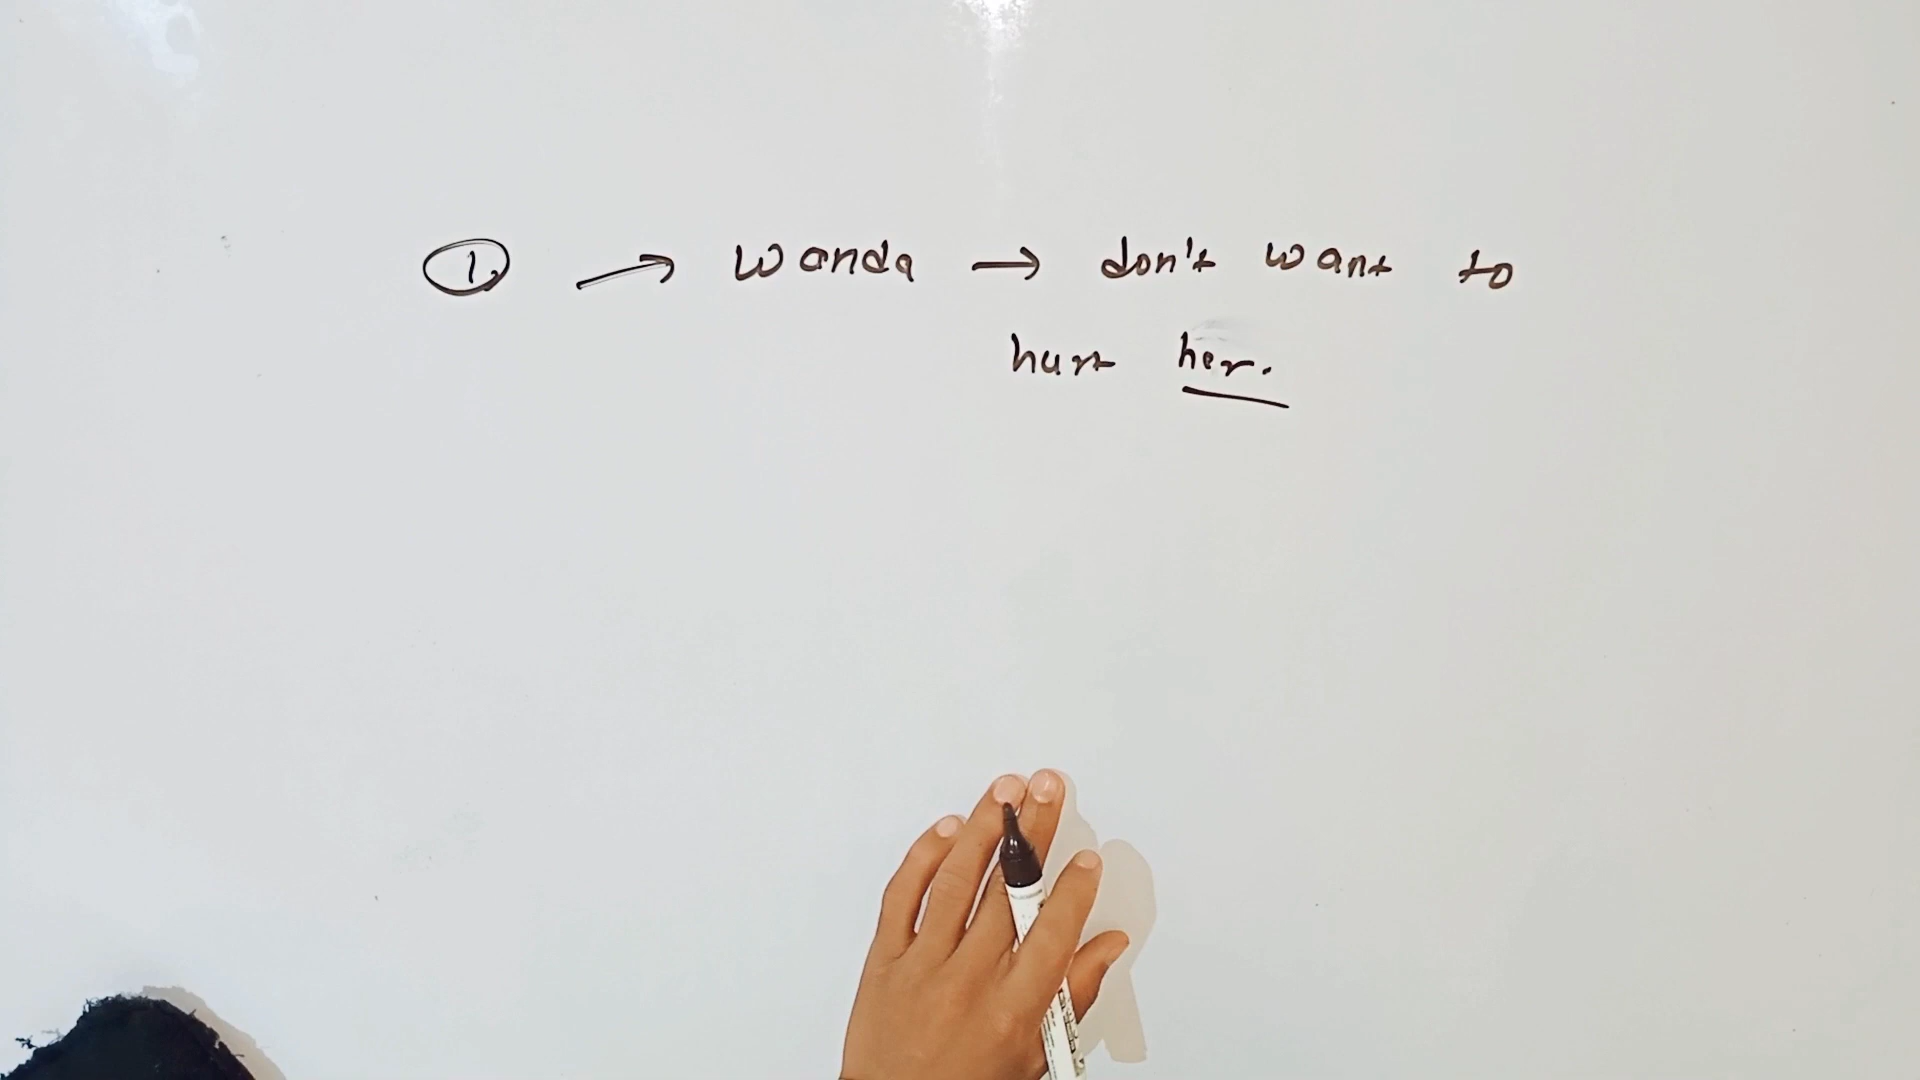 1. → Wanda → don't want to
hurt her.